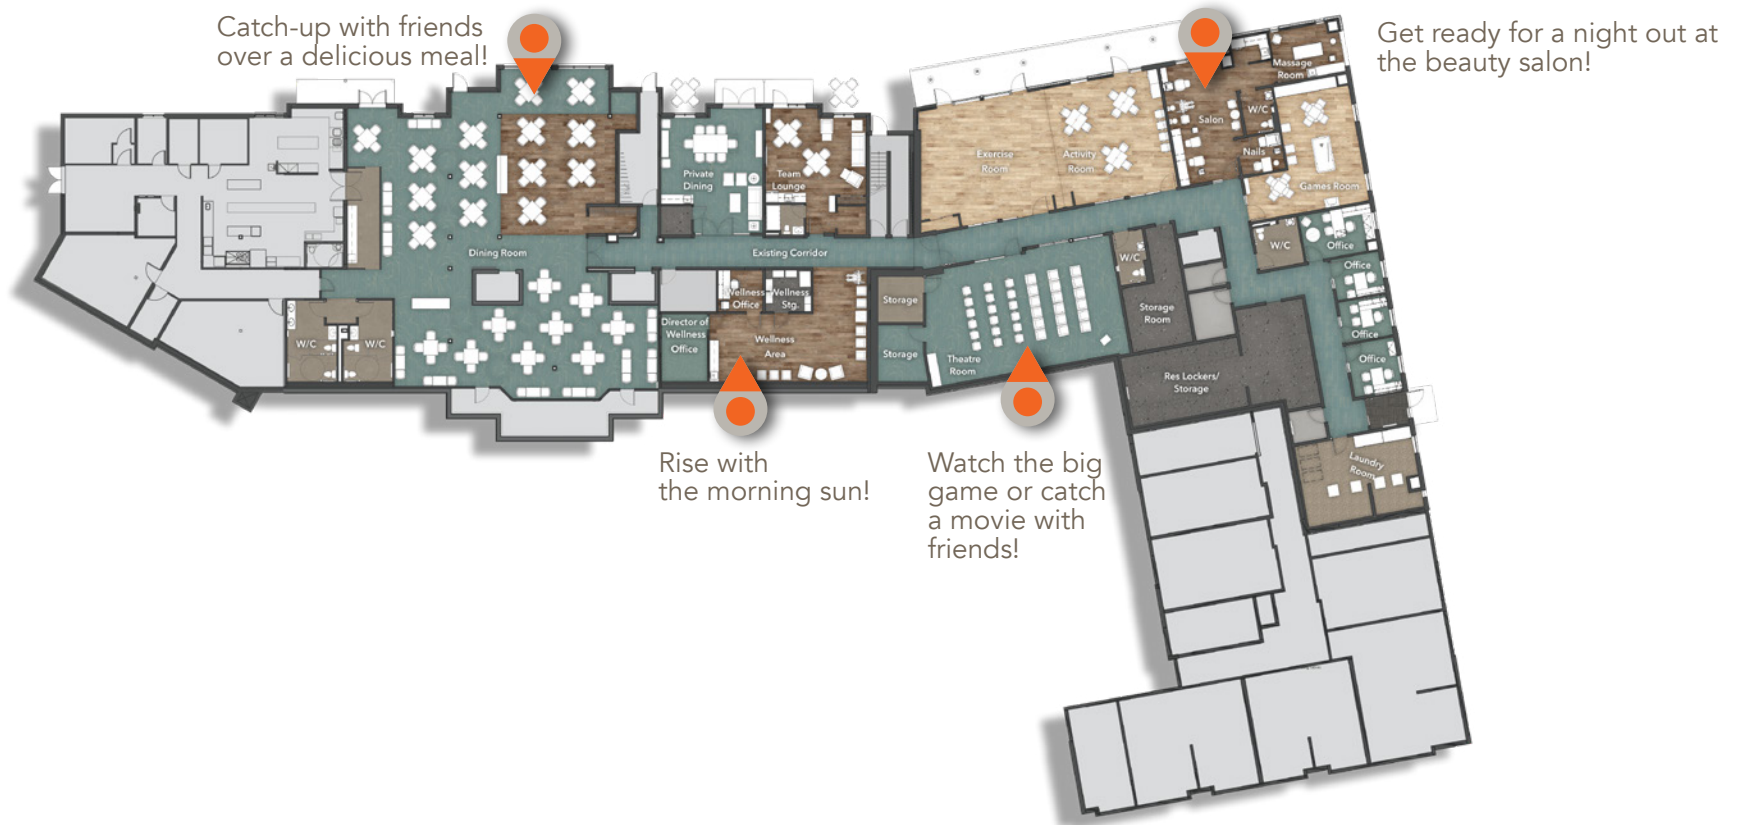 Catch-up with friends
over a delicious meal!
Get ready for a night out at
the beauty salon!
Massage
Room
W/C
Salon
Nails
Games Room
Exercise
Room
Activity
Room
Private
Dining
Team
Lounge
Dining Room
Existing Corridor
W/C
W/C
Office
Office
Office
Office
Wellness
Office
Wellness
Stg.
Storage
Storage
Room
Director of
Wellness
Office
Wellness
Area
Storage
Theatre
Room
W/C
W/C
Res Lockers/
Storage
Laundry
Room
Rise with
the morning sun!
Watch the big
game or catch
a movie with
friends!